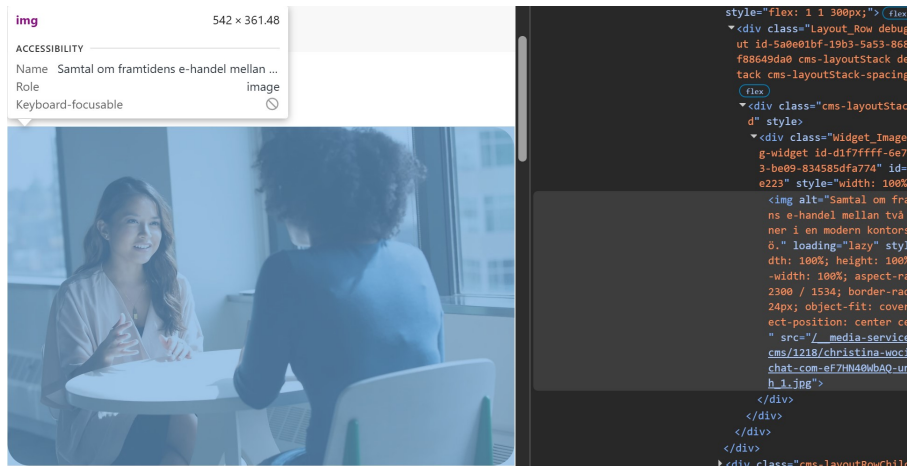 img 542 × 361.48
ACCESSIBILITY
Name Samtal om framtidens e-handel mellan ...
Role image
Keyboard-focusable
style="flex: 1 1 300px;"> flex
▼<div class="Layout_Row debug
ut id-5a0e01bf-19b3-5a53-868
f88649da0 cms-layoutStack de
tack cms-layoutStack-spacing
flex
▼<div class="cms-layoutStac
d" style>
▼<div class="Widget_Image
g-widget id-d1f7ffff-6e7
3-be09-834585dfa774" id=
e223" style="width: 100%
<img alt="Samtal om fra
ns e-handel mellan två
ner i en modern kontors
ö." loading="lazy" styl
dth: 100%; height: 100%
-width: 100%; aspect-ra
2300 / 1534; border-rad
24px; object-fit: cover
ect-position: center ce
" src="/__media-service
cms/1218/christina-woci
chat-com-eF7HN40WbAQ-un
h_1.jpg">
</div>
</div>
</div>
</div>
▶<div class="cms-layoutRowChild